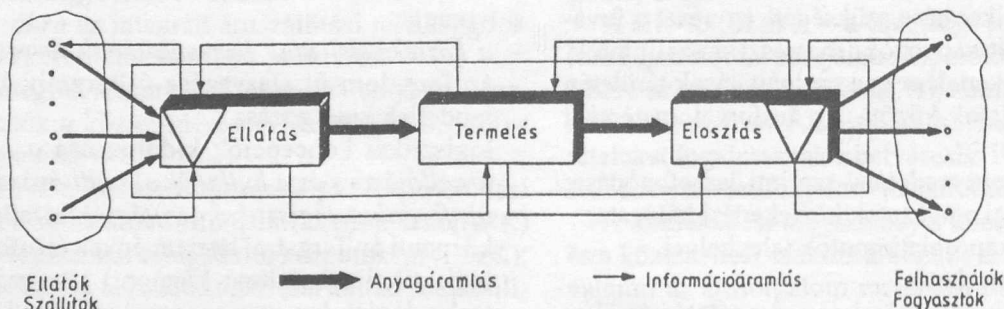 Ellátás
Termelés
Elosztás
Anyagáramlás
Információáramlás
Ellátók
Szállítók
Felhasználók
Fogyasztók